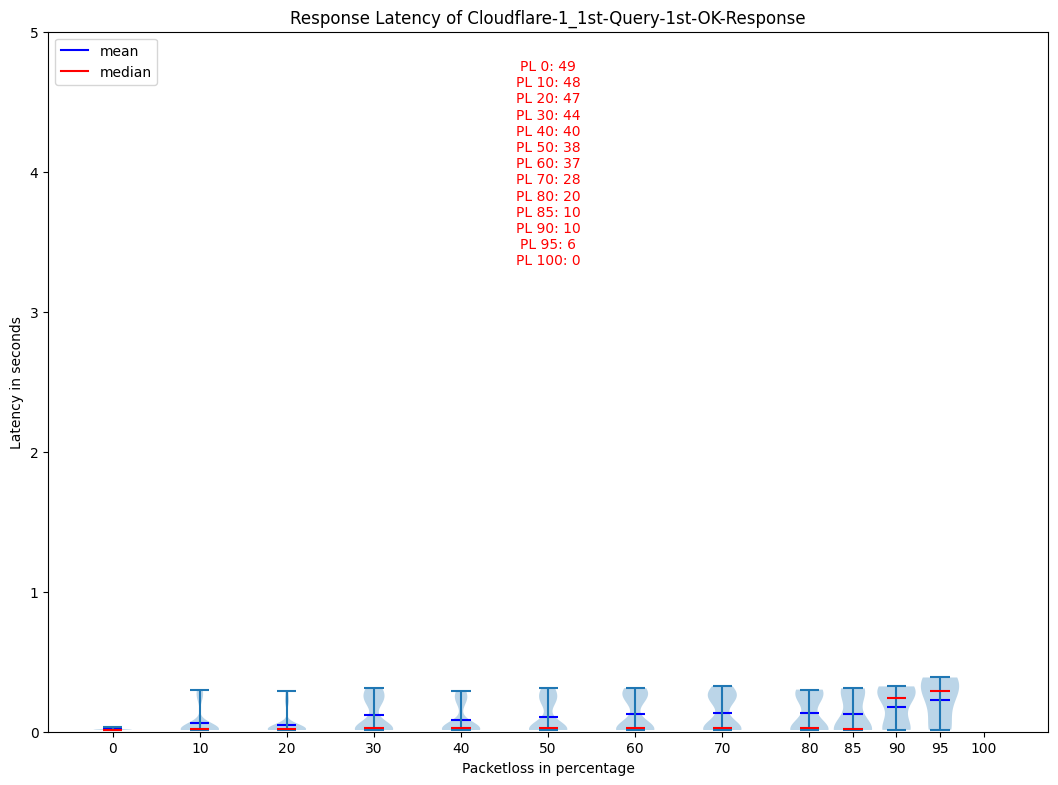 Response Latency of Cloudflare-1_1st-Query-1st-OK-Response
mean
median
PL 0: 49
PL 10: 48
PL 20: 47
PL 30: 44
PL 40: 40
PL 50: 38
PL 60: 37
PL 70: 28
PL 80: 20
PL 85: 10
PL 90: 10
PL 95: 6
PL 100: 0
5
4
3
2
1
0
Latency in seconds
0 10 20 30 40 50 60 70 80 85 90 95 100
Packetloss in percentage